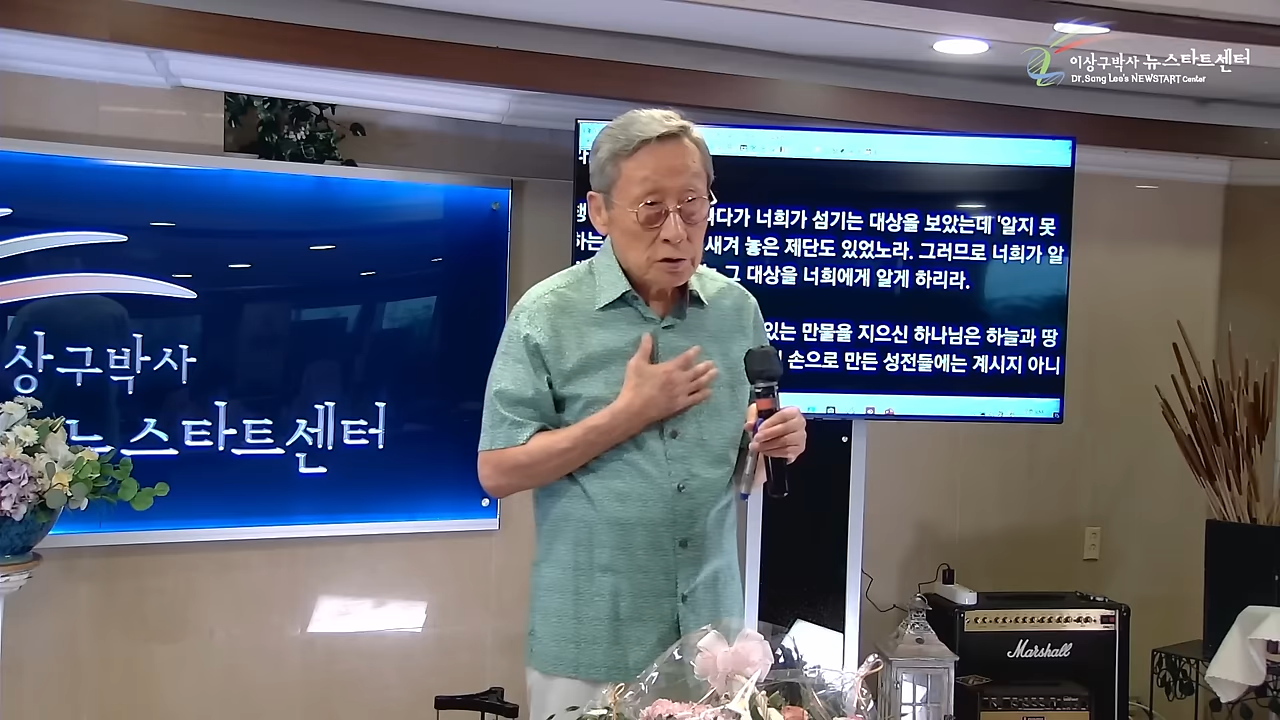 이상구박사 뉴스타트센터
Dr. Sang Lee's NEWSTART Center
다가 너희가 섬기는 대상을 보았는데 '알지 못
하는 새겨 놓은 제단도 있었노라. 그러므로 너희가 알
그 대상을 너희에게 알게 하리라.
있는 만물을 지으신 하나님은 하늘과 땅
손으로 만든 성전들에는 계시지 아니
상구박사
뉴스타트센터
Marshall